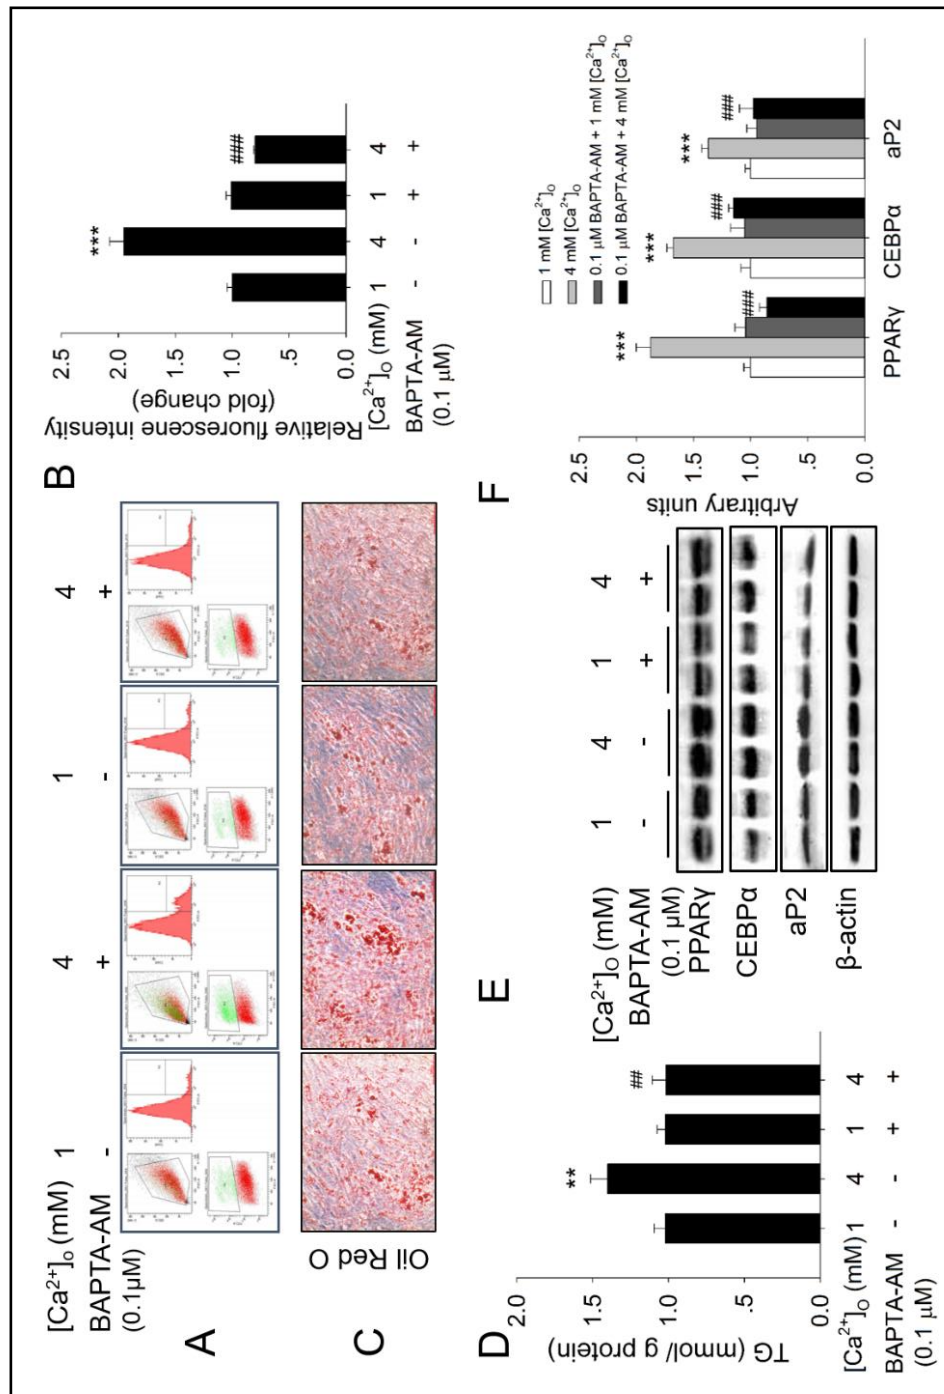 [Ca²⁺]ₒ (mM) 1 4 1 4
BAPTA-AM - + - +
(0.1μM)
A
C
Oil Red O
B
Relative fluorescene intensity
(fold change)
2.5
2.0
1.5
1.0
.5
0.0
***
###
[Ca²⁺]ₒ (mM) 1 4 1 4
BAPTA-AM - - + +
(0.1 μM)
D
TG (mmol/ g protein)
2.0
1.5
1.0
.5
0.0
**
##
[Ca²⁺]ₒ (mM) 1 4 1 4
BAPTA-AM - - + +
(0.1 μM)
E
[Ca²⁺]ₒ (mM) 1 4 1 4
BAPTA-AM - - + +
(0.1 μM)
PPARγ
CEBPα
aP2
β-actin
F
Arbitrary units
2.5
2.0
1.5
1.0
.5
0.0
1 mM [Ca²⁺]ₒ
4 mM [Ca²⁺]ₒ
0.1 μM BAPTA-AM + 1 mM [Ca²⁺]ₒ
0.1 μM BAPTA-AM + 4 mM [Ca²⁺]ₒ
*** ###
*** ###
*** ###
PPARγ CEBPα aP2